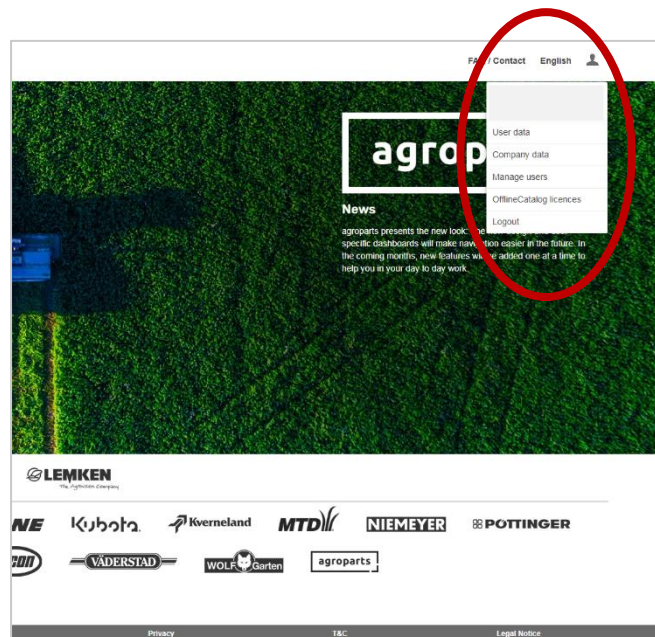 / Contact English
User data
agrop
Company data
Manage users
OfflineCatalog licences
News
Logout
agroparts presents the new look.
specific dashboards will make navigation easier in the future. In
the coming months, new features will be added one at a time to
help you in your day to day work.
LEMKEN
The Agrovision Company
NE Kubota Kverneland MTD NIEMEYER PÖTTINGER
VÄDERSTAD WOLF Garten agroparts
Privacy T&C Legal Notice